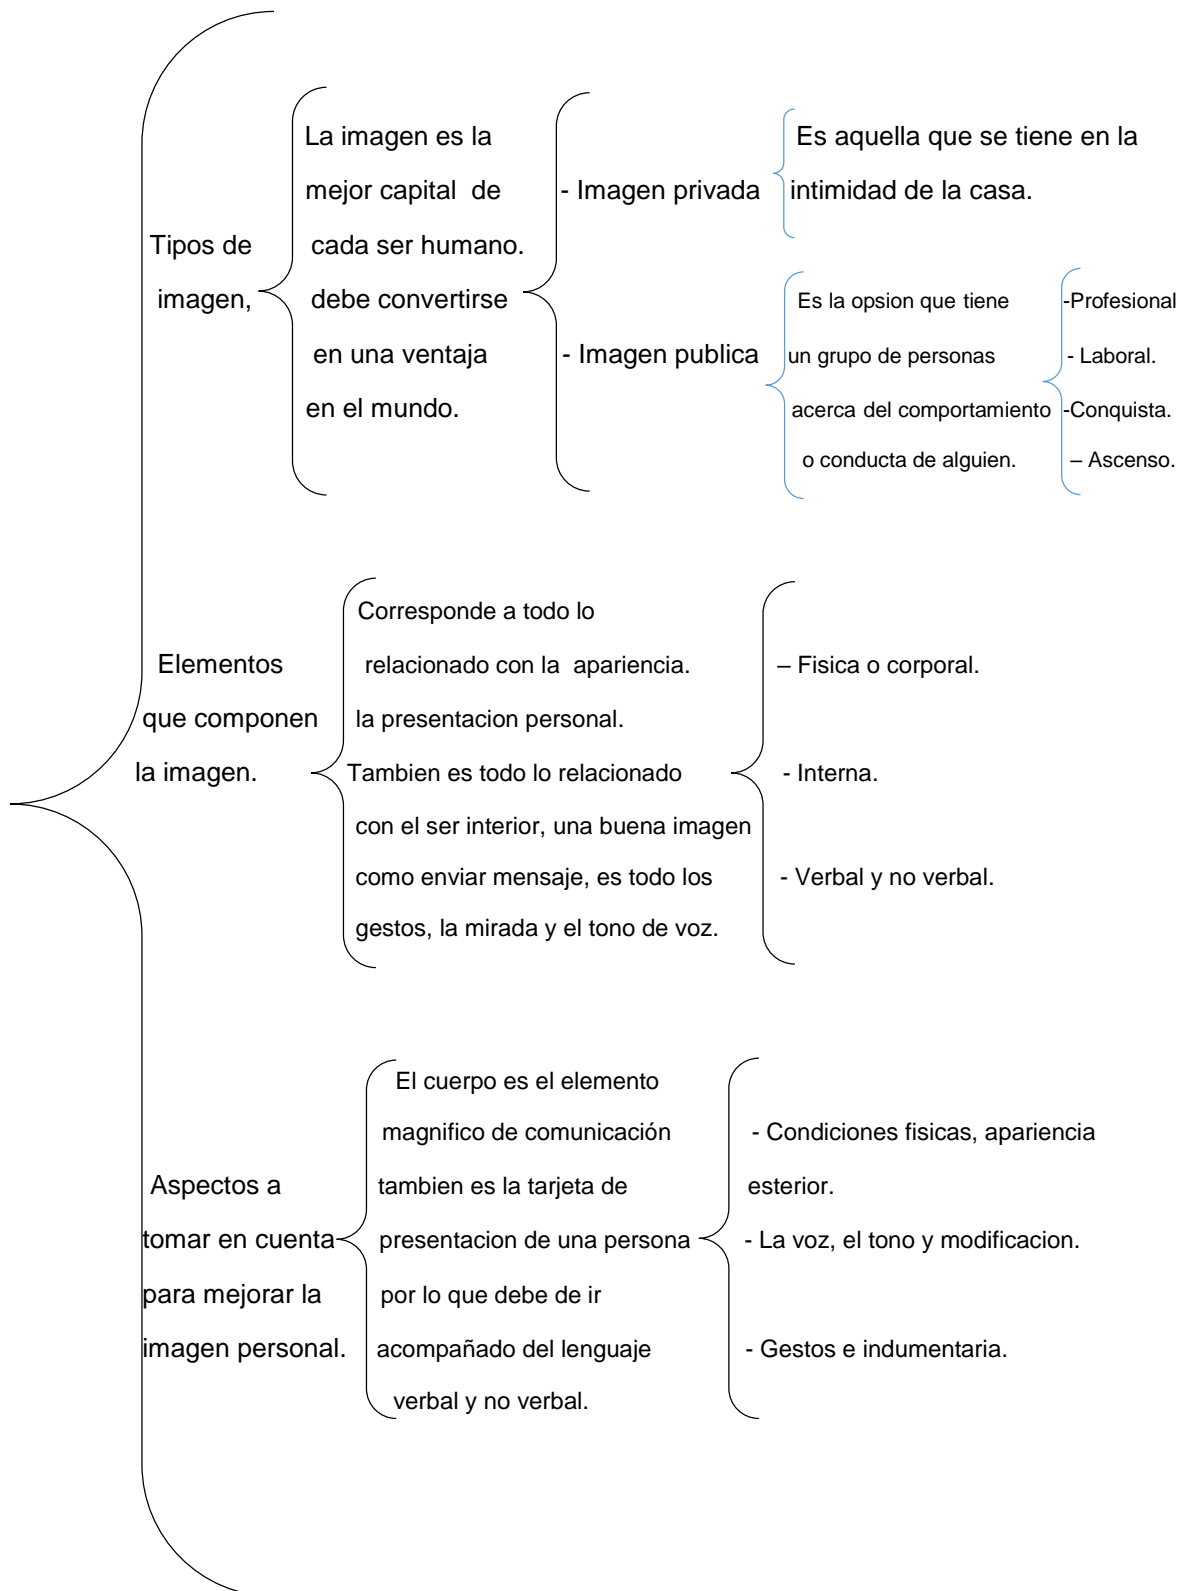 Tipos de
imagen,
La imagen es la
mejor capital de
cada ser humano.
debe convertirse
en una ventaja
en el mundo.
- Imagen privada
Es aquella que se tiene en la
intimidad de la casa.
- Imagen publica
Es la opsion que tiene
un grupo de personas
acerca del comportamiento
o conducta de alguien.
-Profesional
- Laboral.
-Conquista.
– Ascenso.
Elementos
que componen
la imagen.
Corresponde a todo lo
relacionado con la apariencia.
la presentacion personal.
Tambien es todo lo relacionado
con el ser interior, una buena imagen
como enviar mensaje, es todo los
gestos, la mirada y el tono de voz.
– Fisica o corporal.
- Interna.
- Verbal y no verbal.
Aspectos a
tomar en cuenta
para mejorar la
imagen personal.
El cuerpo es el elemento
magnifico de comunicación
tambien es la tarjeta de
presentacion de una persona
por lo que debe de ir
acompañado del lenguaje
verbal y no verbal.
- Condiciones fisicas, apariencia
esterior.
- La voz, el tono y modificacion.
- Gestos e indumentaria.